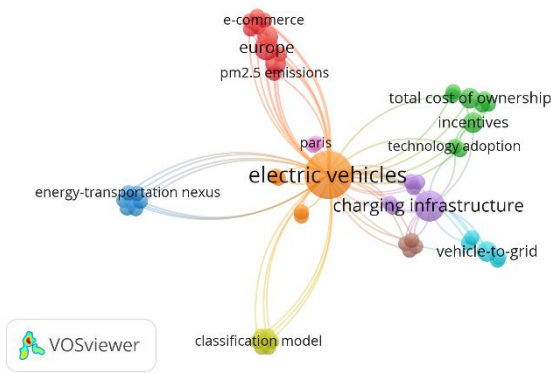 e-commerce
europe
pm2.5 emissions
total cost of ownership
incentives
technology adoption
paris
electric vehicles
energy-transportation nexus
charging infrastructure
vehicle-to-grid
classification model
VOSviewer